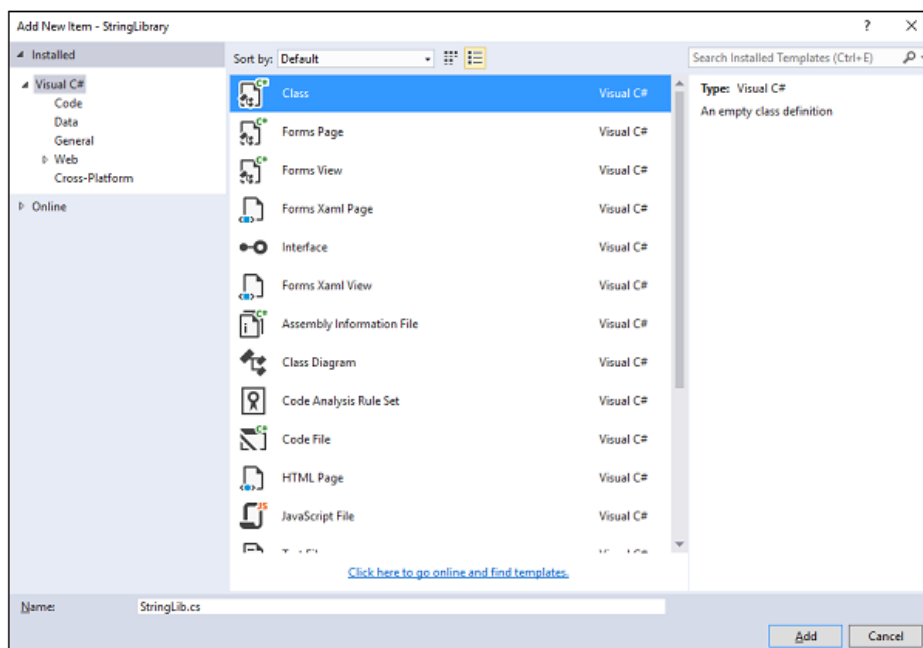 Add New Item - StringLibrary
? X
Installed
Sort by: Default
Search Installed Templates (Ctrl+E)
Visual C#
Code
Data
General
Web
Cross-Platform
Online
Class Visual C#
Forms Page Visual C#
Forms View Visual C#
Forms Xaml Page Visual C#
Interface Visual C#
Forms Xaml View Visual C#
Assembly Information File Visual C#
Class Diagram Visual C#
Code Analysis Rule Set Visual C#
Code File Visual C#
HTML Page Visual C#
JavaScript File Visual C#
Type: Visual C#
An empty class definition
Click here to go online and find templates.
Name: StringLib.cs
Add Cancel